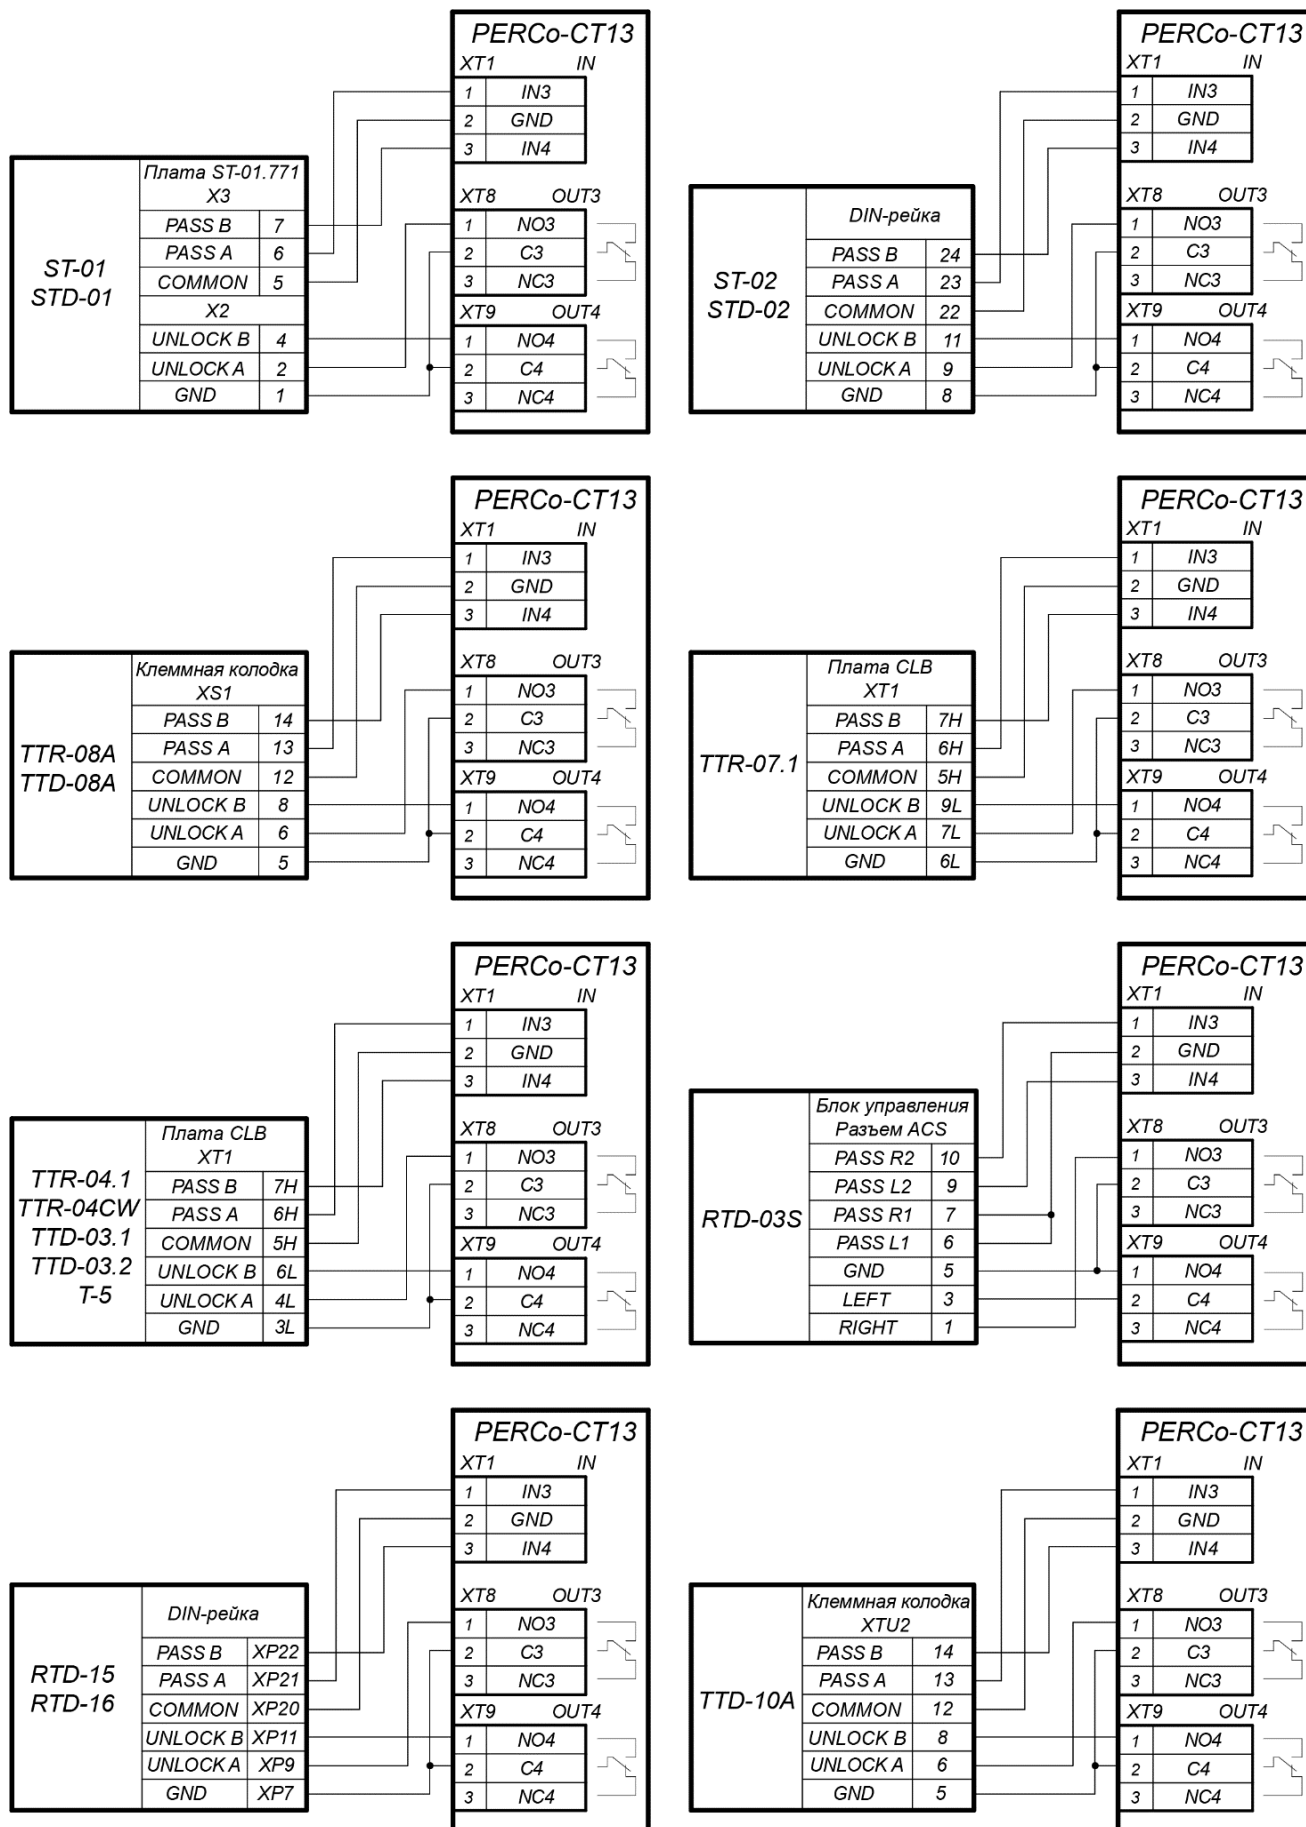 PERCo-CT13
XT1 IN
1 IN3
2 GND
3 IN4
XT8 OUT3
1 NO3
2 C3
3 NC3
XT9 OUT4
1 NO4
2 C4
3 NC4
ST-01
STD-01
Плата ST-01.771
X3
PASS B 7
PASS A 6
COMMON 5
X2
UNLOCK B 4
UNLOCK A 2
GND 1
PERCo-CT13
XT1 IN
1 IN3
2 GND
3 IN4
XT8 OUT3
1 NO3
2 C3
3 NC3
XT9 OUT4
1 NO4
2 C4
3 NC4
ST-02
STD-02
DIN-рейка
PASS B 24
PASS A 23
COMMON 22
UNLOCK B 11
UNLOCK A 9
GND 8
PERCo-CT13
XT1 IN
1 IN3
2 GND
3 IN4
XT8 OUT3
1 NO3
2 C3
3 NC3
XT9 OUT4
1 NO4
2 C4
3 NC4
TTR-08A
TTD-08A
Клеммная колодка
XS1
PASS B 14
PASS A 13
COMMON 12
UNLOCK B 8
UNLOCK A 6
GND 5
PERCo-CT13
XT1 IN
1 IN3
2 GND
3 IN4
XT8 OUT3
1 NO3
2 C3
3 NC3
XT9 OUT4
1 NO4
2 C4
3 NC4
TTR-07.1
Плата CLB
XT1
PASS B 7H
PASS A 6H
COMMON 5H
UNLOCK B 9L
UNLOCK A 7L
GND 6L
PERCo-CT13
XT1 IN
1 IN3
2 GND
3 IN4
XT8 OUT3
1 NO3
2 C3
3 NC3
XT9 OUT4
1 NO4
2 C4
3 NC4
TTR-04.1
TTR-04CW
TTD-03.1
TTD-03.2
T-5
Плата CLB
XT1
PASS B 7H
PASS A 6H
COMMON 5H
UNLOCK B 6L
UNLOCK A 4L
GND 3L
PERCo-CT13
XT1 IN
1 IN3
2 GND
3 IN4
XT8 OUT3
1 NO3
2 C3
3 NC3
XT9 OUT4
1 NO4
2 C4
3 NC4
RTD-03S
Блок управления
Разъем ACS
PASS R2 10
PASS L2 9
PASS R1 7
PASS L1 6
GND 5
LEFT 3
RIGHT 1
PERCo-CT13
XT1 IN
1 IN3
2 GND
3 IN4
XT8 OUT3
1 NO3
2 C3
3 NC3
XT9 OUT4
1 NO4
2 C4
3 NC4
RTD-15
RTD-16
DIN-рейка
PASS B XP22
PASS A XP21
COMMON XP20
UNLOCK B XP11
UNLOCK A XP9
GND XP7
PERCo-CT13
XT1 IN
1 IN3
2 GND
3 IN4
XT8 OUT3
1 NO3
2 C3
3 NC3
XT9 OUT4
1 NO4
2 C4
3 NC4
TTD-10A
Клеммная колодка
XTU2
PASS B 14
PASS A 13
COMMON 12
UNLOCK B 8
UNLOCK A 6
GND 5